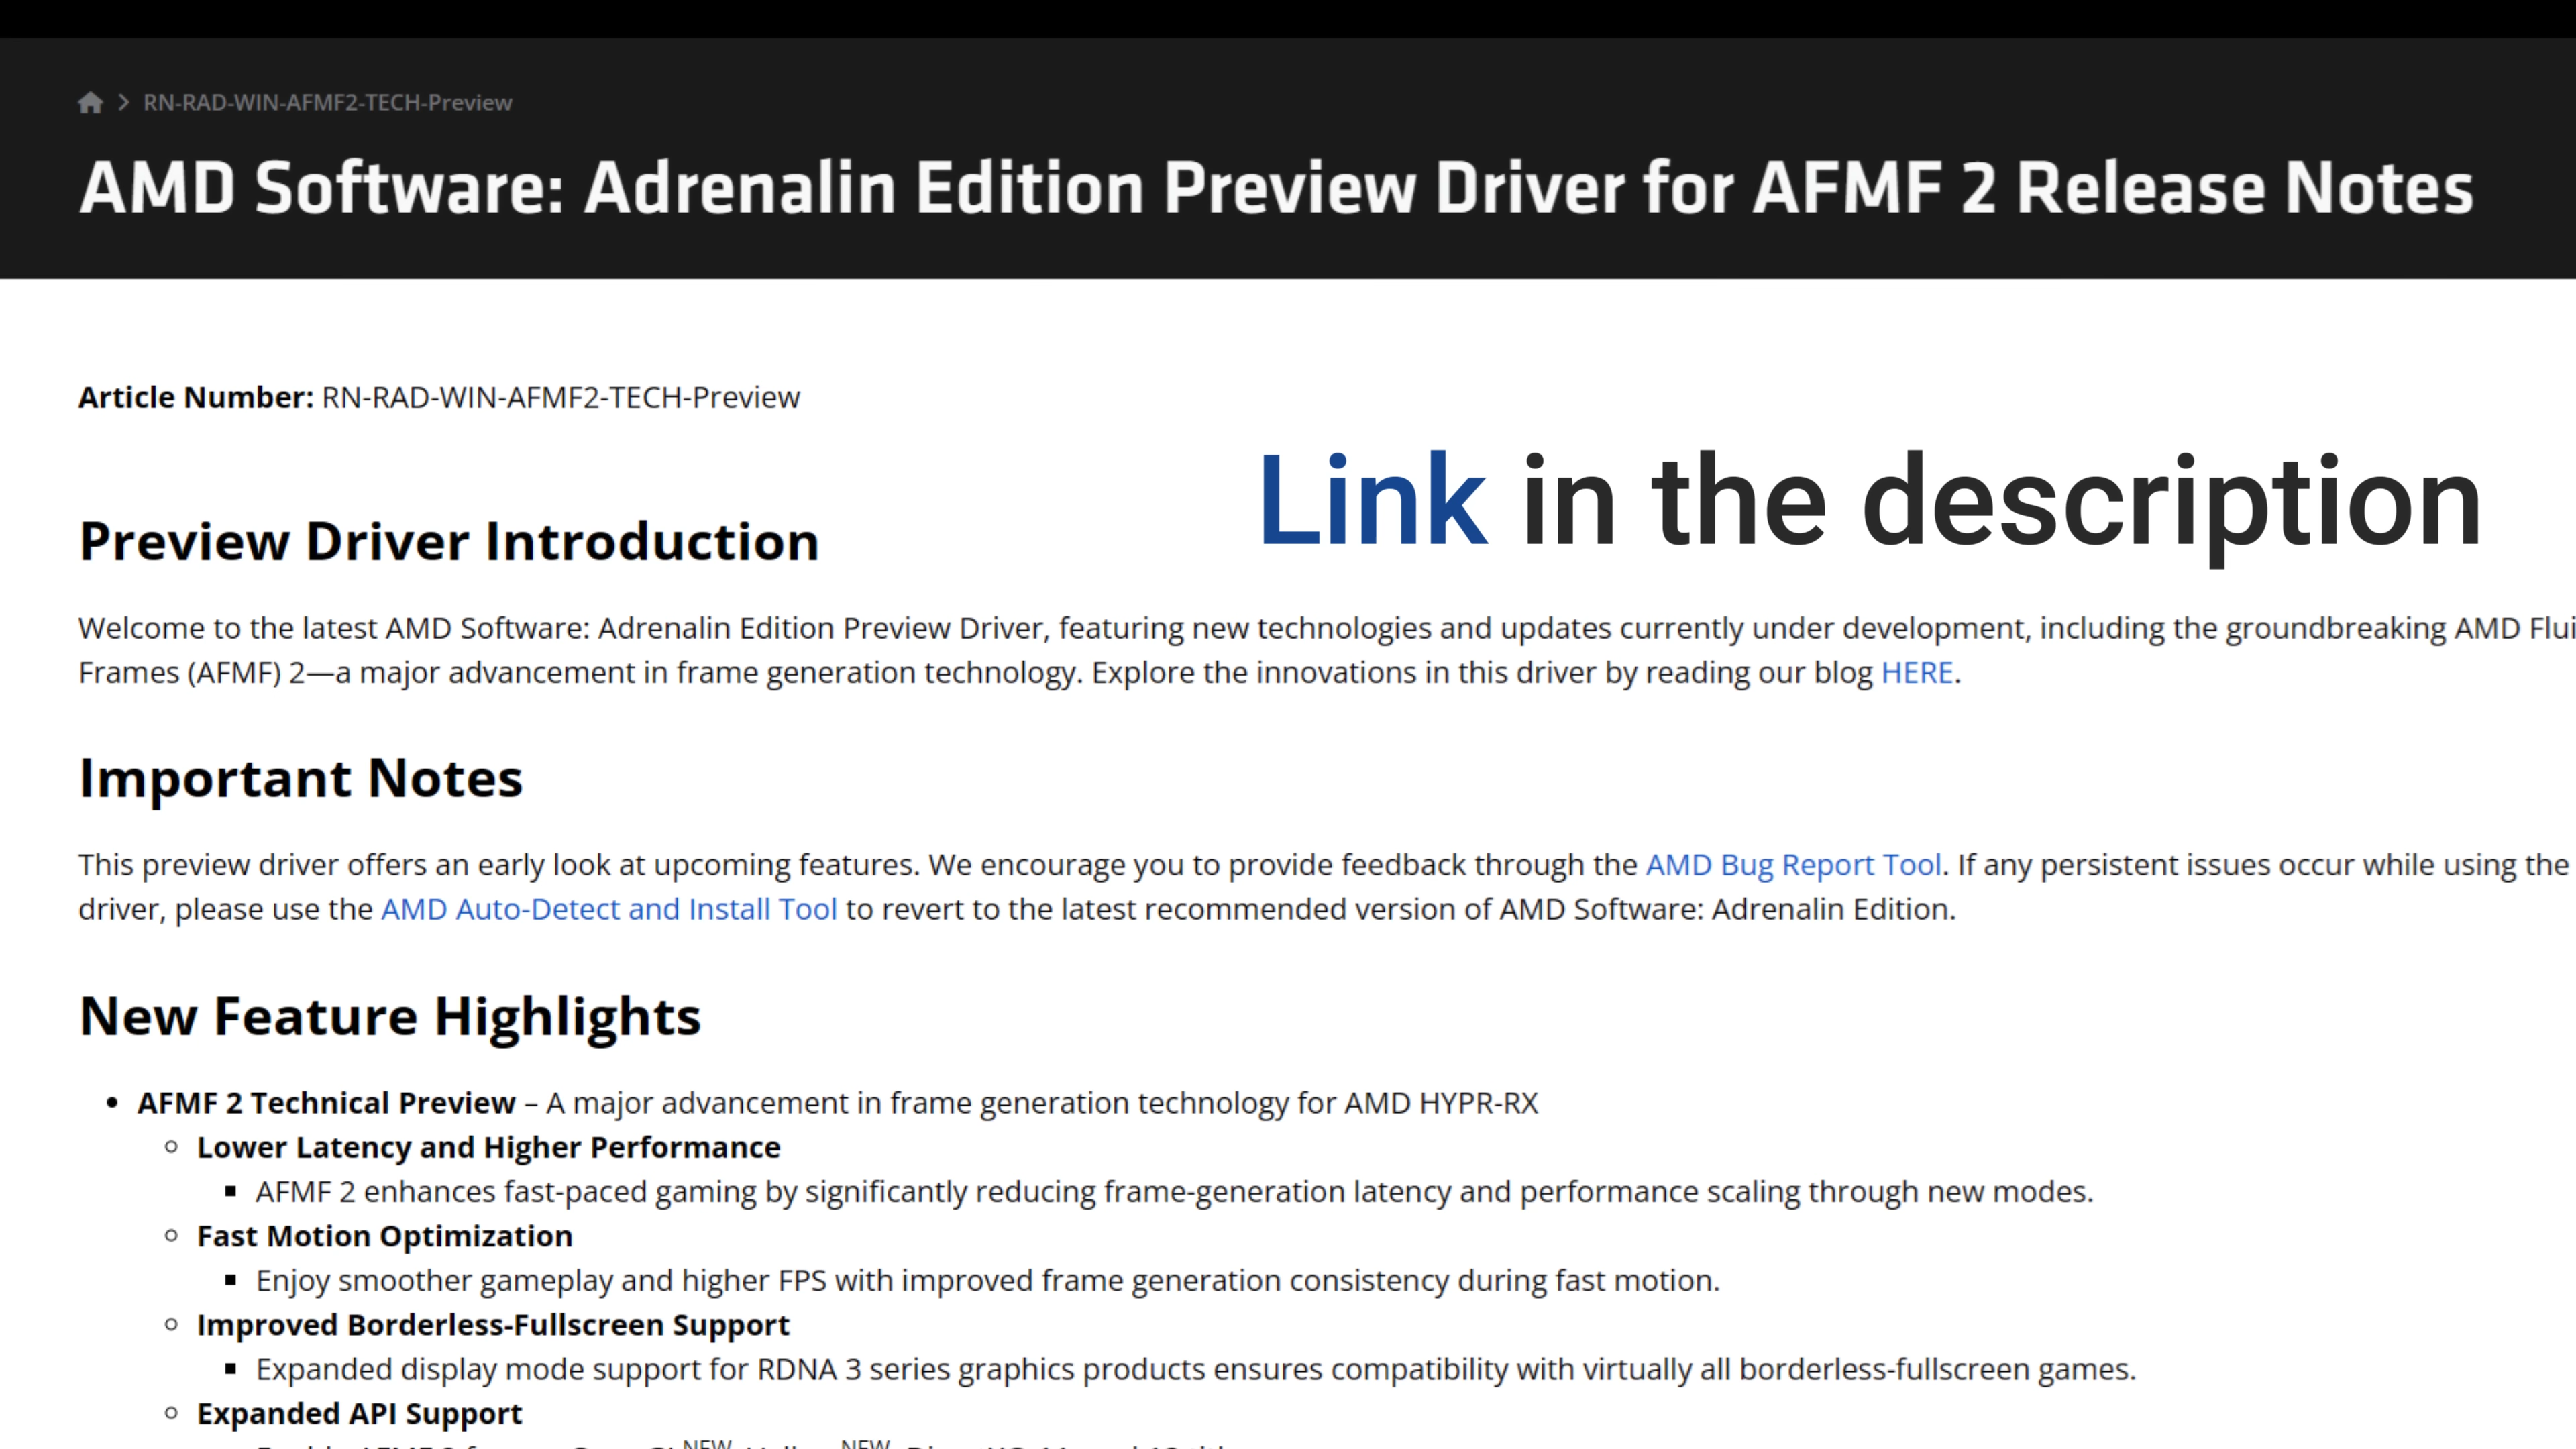 RN-RAD-WIN-AFMF2-TECH-Preview
AMD Software: Adrenalin Edition Preview Driver for AFMF 2 Release Notes
Article Number: RN-RAD-WIN-AFMF2-TECH-Preview
Link in the description
Preview Driver Introduction
Welcome to the latest AMD Software: Adrenalin Edition Preview Driver, featuring new technologies and updates currently under development, including the groundbreaking AMD
Frames (AFMF) 2—a major advancement in frame generation technology. Explore the innovations in this driver by reading our blog HERE.
Important Notes
This preview driver offers an early look at upcoming features. We encourage you to provide feedback through the AMD Bug Report Tool. If any persistent issues occur while using the
driver, please use the AMD Auto-Detect and Install Tool to revert to the latest recommended version of AMD Software: Adrenalin Edition.
New Feature Highlights
• AFMF 2 Technical Preview – A major advancement in frame generation technology for AMD HYPR-RX
○ Lower Latency and Higher Performance
▪ AFMF 2 enhances fast-paced gaming by significantly reducing frame-generation latency and performance scaling through new modes.
○ Fast Motion Optimization
▪ Enjoy smoother gameplay and higher FPS with improved frame generation consistency during fast motion.
○ Improved Borderless-Fullscreen Support
▪ Expanded display mode support for RDNA 3 series graphics products ensures compatibility with virtually all borderless-fullscreen games.
○ Expanded API Support